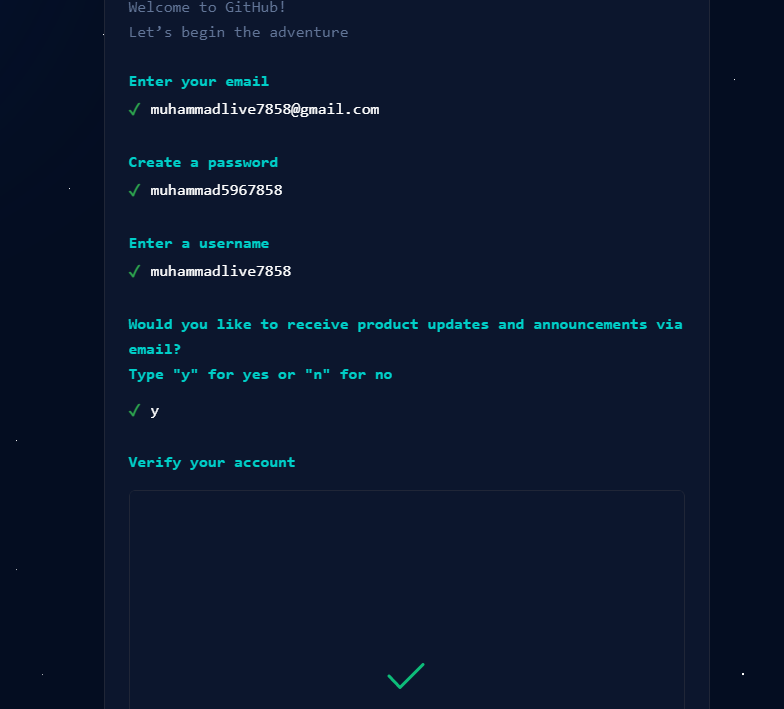 Welcome to GitHub!
Let’s begin the adventure
Enter your email
✓ muhammadlive7858@gmail.com
Create a password
✓ muhammad5967858
Enter a username
✓ muhammadlive7858
Would you like to receive product updates and announcements via
email?
Type "y" for yes or "n" for no
✓ y
Verify your account